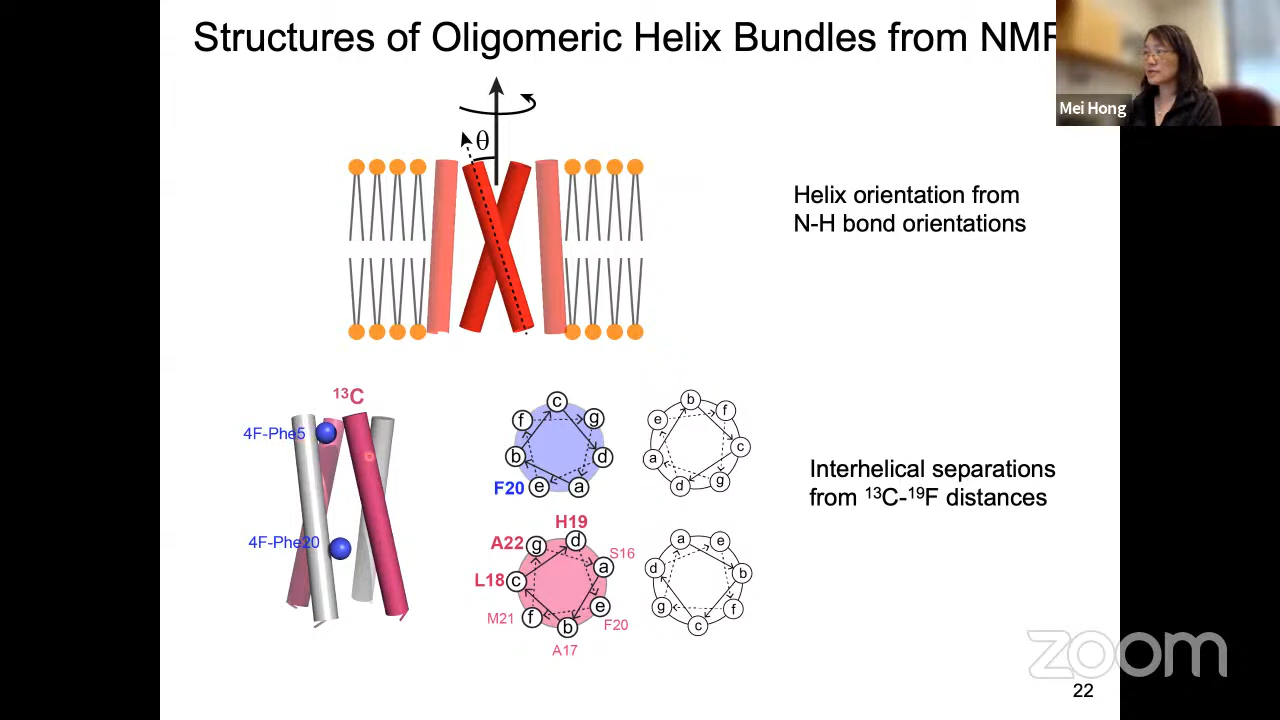 Structures of Oligomeric Helix Bundles from NMR
Mei Hong
θ
Helix orientation from
N-H bond orientations
13C
4F-Phe5
4F-Phe20
c
f g
b d
F20 e a
b
e f
a c
d g
Interhelical separations
from 13C-19F distances
H19
A22 g d S16
L18 c a
M21 f e F20
b
A17
a e
d b
g f
c
zoom
22